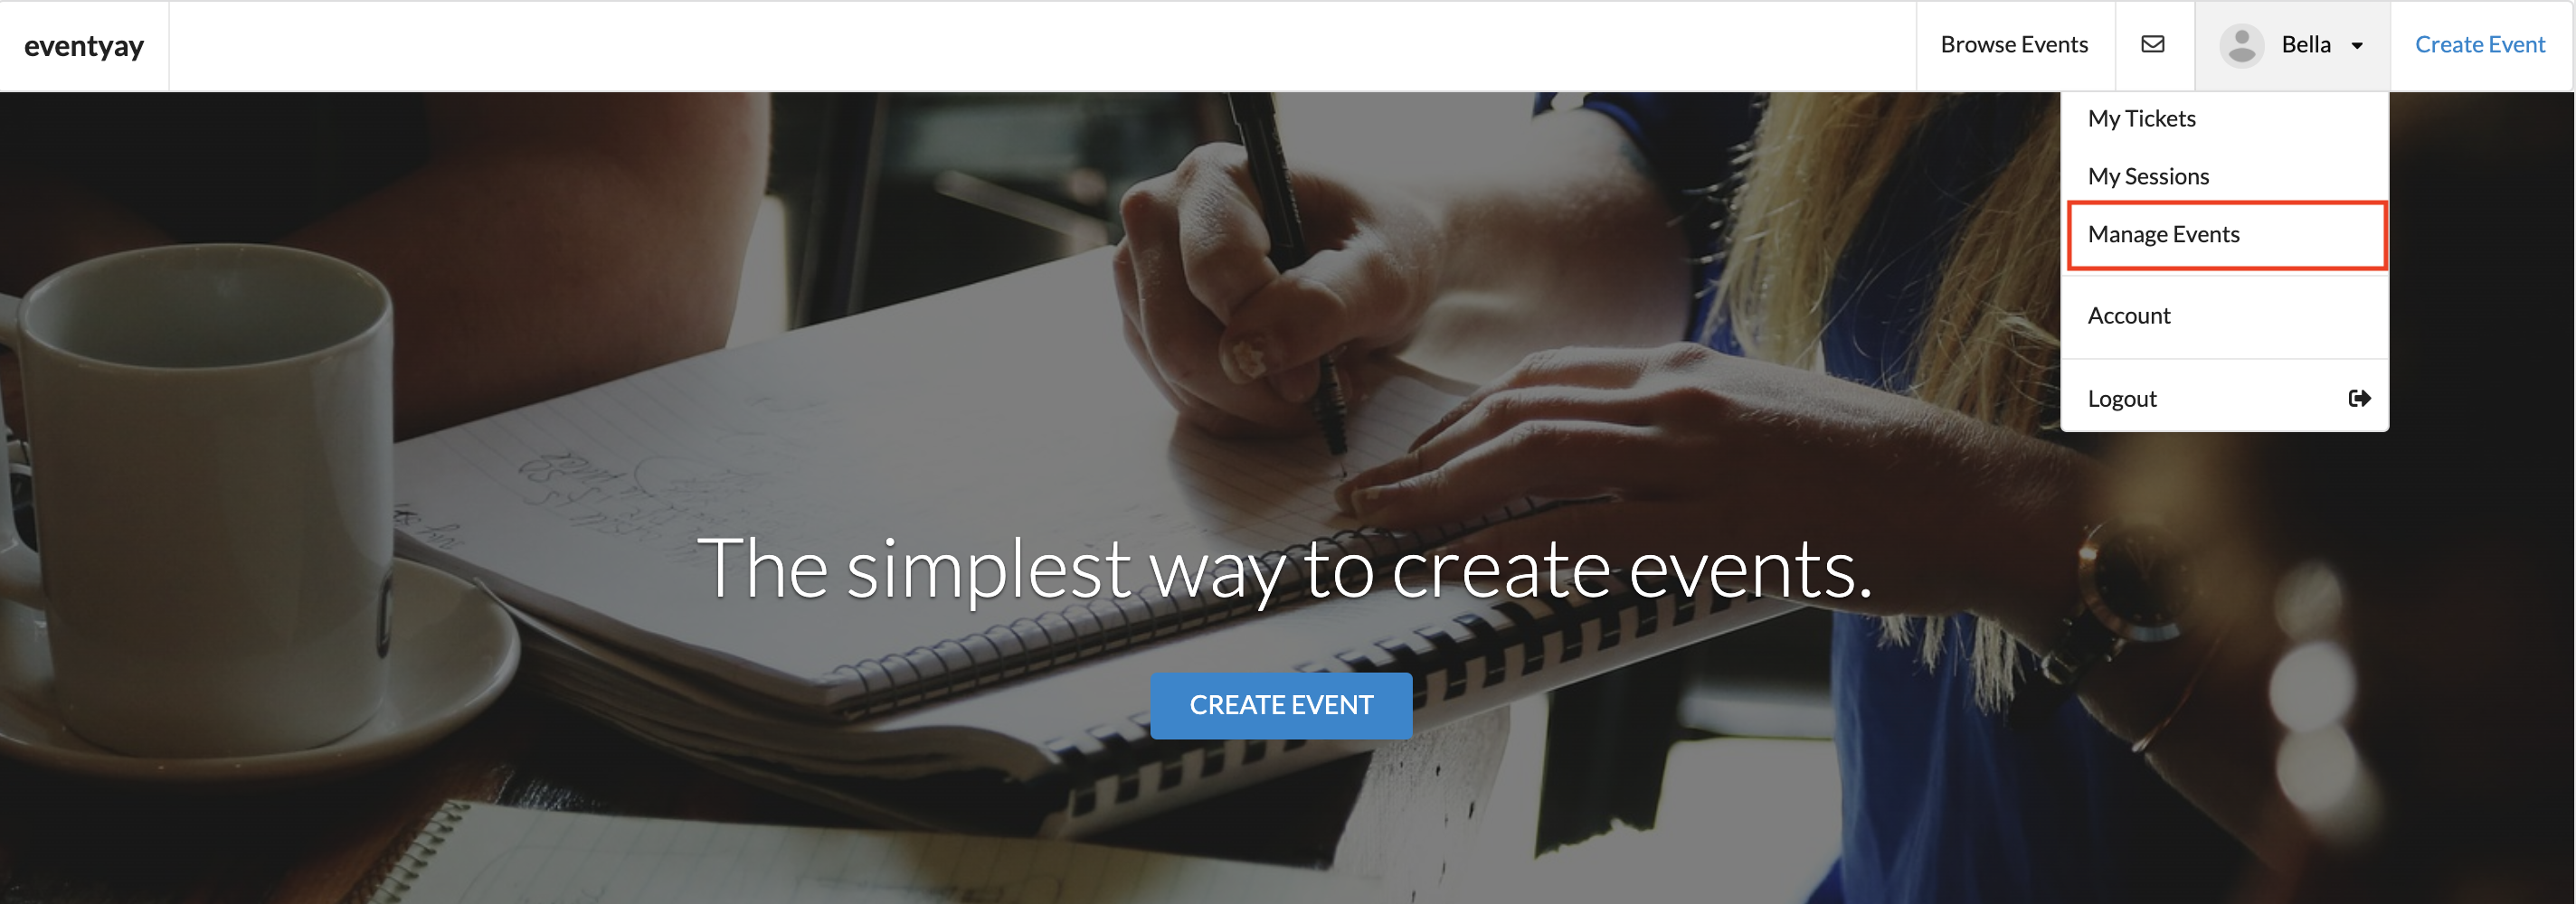 eventyay
Browse Events
Bella
Create Event
My Tickets
My Sessions
Manage Events
Account
Logout
The simplest way to create events.
CREATE EVENT